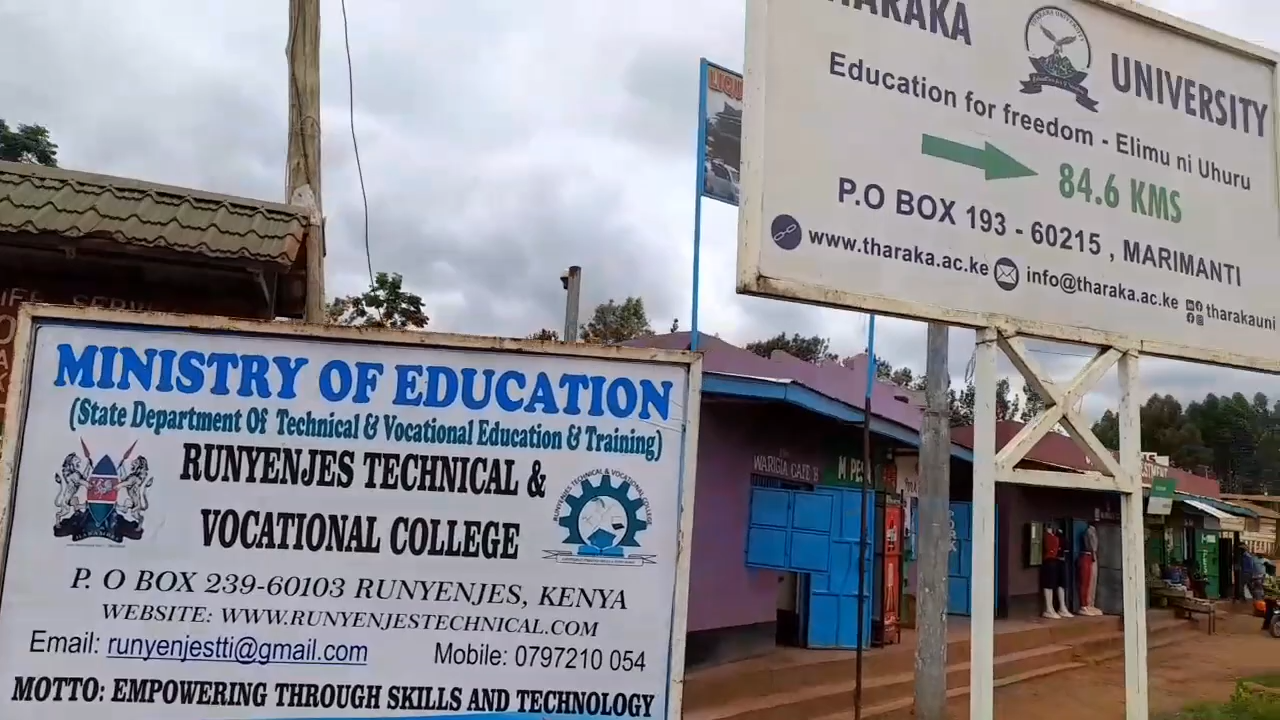 MINISTRY OF EDUCATION
(State Department Of Technical & Vocational Education & Training)
RUNYENJES TECHNICAL &
VOCATIONAL COLLEGE
P. O BOX 239-60103 RUNYENJES, KENYA
WEBSITE: WWW.RUNYENJESTECHNICAL.COM
Email: runyenjestti@gmail.com Mobile: 0797210 054
MOTTO: EMPOWERING THROUGH SKILLS AND TECHNOLOGY
HARAKA UNIVERSITY
Education for freedom - Elimu ni Uhuru
84.6 KMS
P.O BOX 193 - 60215 , MARIMANTI
www.tharaka.ac.ke info@tharaka.ac.ke tharakauni
WARIGIA CAFE